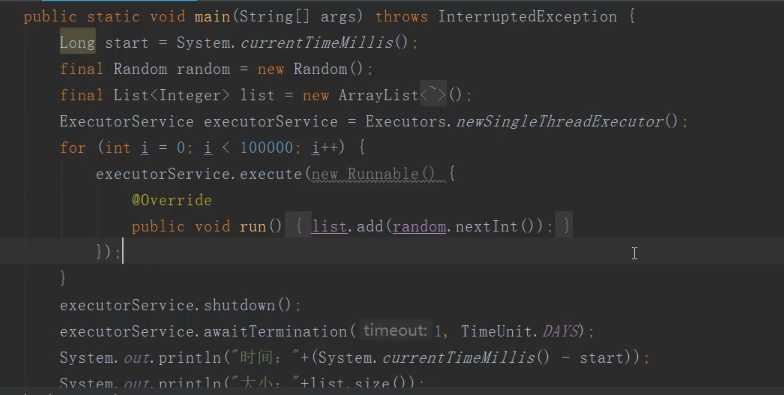 public static void main(String[] args) throws InterruptedException {
Long start = System.currentTimeMillis();
final Random random = new Random();
final List<Integer> list = new ArrayList<~>();
ExecutorService executorService = Executors.newSingleThreadExecutor();
for (int i = 0; i < 100000; i++) {
executorService.execute(new Runnable() {
@Override
public void run() { list.add(random.nextInt()); }
});
}
executorService.shutdown();
executorService.awaitTermination( timeout: 1, TimeUnit.DAYS);
System.out.println("时间："+(System.currentTimeMillis() - start));
System.out.println("大小："+list.size());